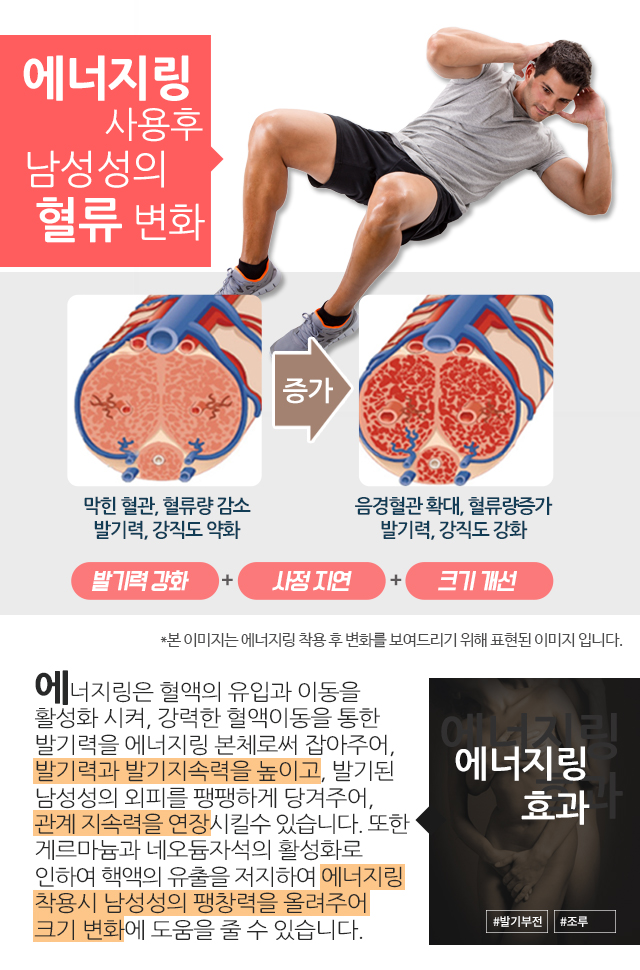 에너지링
사용후
남성성의
혈류 변화
증가
막힌 혈관, 혈류량 감소
발기력, 강직도 약화
음경혈관 확대, 혈류량증가
발기력, 강직도 강화
발기력 강화 + 사정 지연 + 크기 개선
*본 이미지는 에너지링 착용 후 변화를 보여드리기 위해 표현된 이미지 입니다.
에너지링은 혈액의 유입과 이동을
활성화 시켜, 강력한 혈액이동을 통한
발기력을 에너지링 본체로써 잡아주어,
발기력과 발기지속력을 높이고, 발기된
남성성의 외피를 팽팽하게 당겨주어,
관계 지속력을 연장시킬수 있습니다. 또한
게르마늄과 네오듐자석의 활성화로
인하여 핵액의 유출을 저지하여 에너지링
착용시 남성성의 팽창력을 올려주어
크기 변화에 도움을 줄 수 있습니다.
에너지링
효과
에너지링
효과
#발기부전 #조루